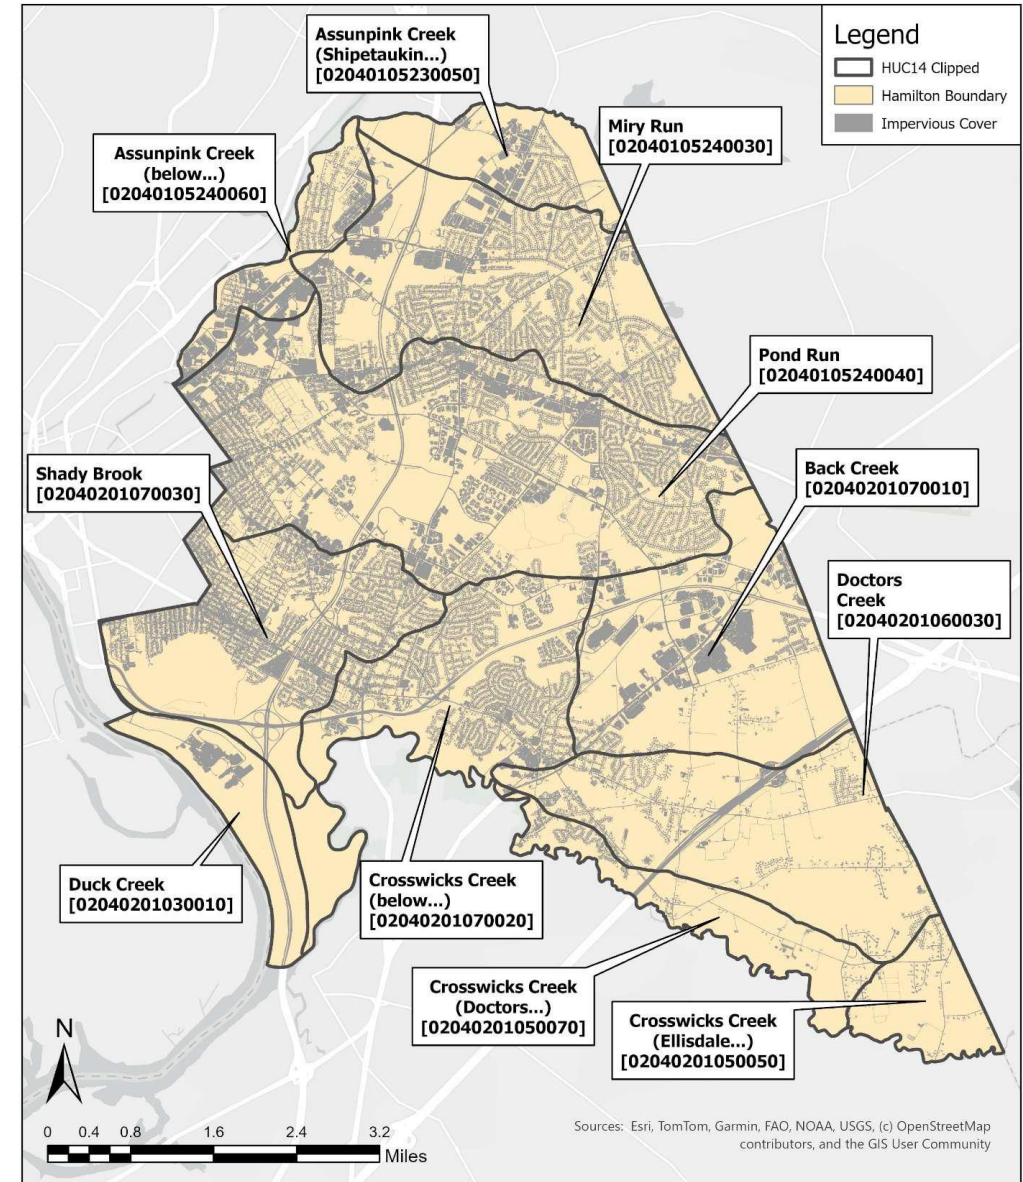 Assunpink Creek
(Shipetaukin...)
[02040105230050]
Legend
HUC14 Clipped
Hamilton Boundary
Impervious Cover
Miry Run
[02040105240030]
Assunpink Creek
(below...)
[02040105240060]
Pond Run
[02040105240040]
Shady Brook
[02040201070030]
Back Creek
[02040201070010]
Doctors
Creek
[02040201060030]
Duck Creek
[02040201030010]
Crosswicks Creek
(below...)
[02040201070020]
Crosswicks Creek
(Doctors...)
[02040201050070]
Crosswicks Creek
(Ellisdale...)
[02040201050050]
N
0 0.4 0.8 1.6 2.4 3.2
Miles
Sources: Esri, TomTom, Garmin, FAO, NOAA, USGS, (c) OpenStreetMap
contributors, and the GIS User Community